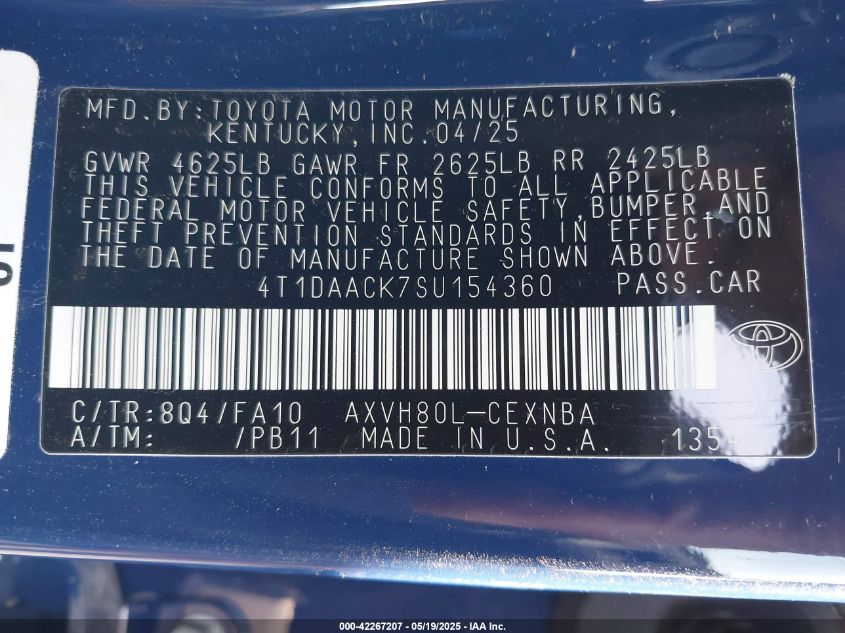 MFD.BY:TOYOTA MOTOR MANUFACTURING,
KENTUCKY,INC.04/25
GVWR 4625LB GAWR FR 2625LB RR 2425LB
THIS VEHICLE CONFORMS TO ALL APPLICABLE
FEDERAL MOTOR VEHICLE SAFETY,BUMPER,AND
THEFT PREVENTION STANDARDS IN EFFECT ON
THE DATE OF MANUFACTURE SHOWN ABOVE.
4T1DAACK7SU154360 PASS.CAR
C/TR:8Q4/FA10 AXVH80L-CEXNBA
A/TM: /PB11 MADE IN U.S.A.
000-42267207 / 05/19/2025 / IAA Inc.